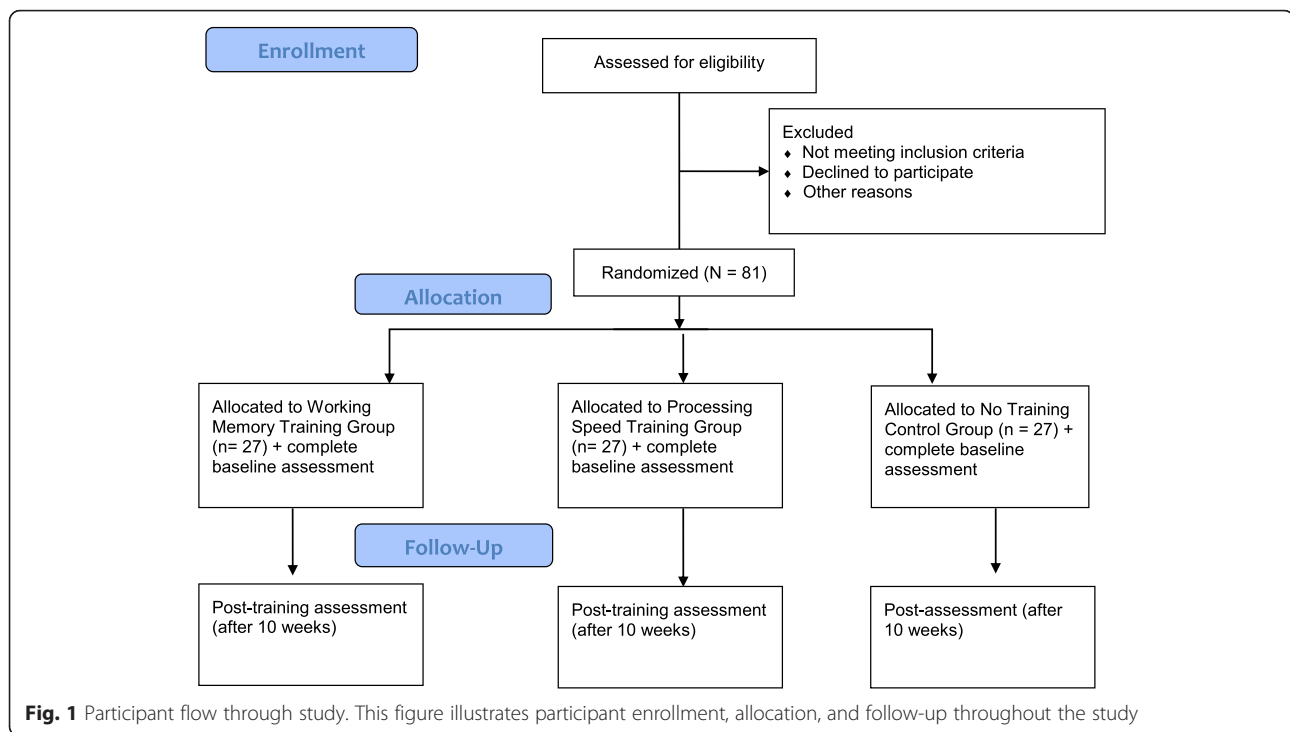 Enrollment
Assessed for eligibility
Excluded
♦ Not meeting inclusion criteria
♦ Declined to participate
♦ Other reasons
Randomized (N = 81)
Allocation
Allocated to Working
Memory Training Group
(n= 27) + complete
baseline assessment
Allocated to Processing
Speed Training Group
(n= 27) + complete
baseline assessment
Allocated to No Training
Control Group (n = 27) +
complete baseline
assessment
Follow-Up
Post-training assessment
(after 10 weeks)
Post-training assessment
(after 10 weeks)
Post-assessment (after
10 weeks)
Fig. 1 Participant flow through study. This figure illustrates participant enrollment, allocation, and follow-up throughout the study